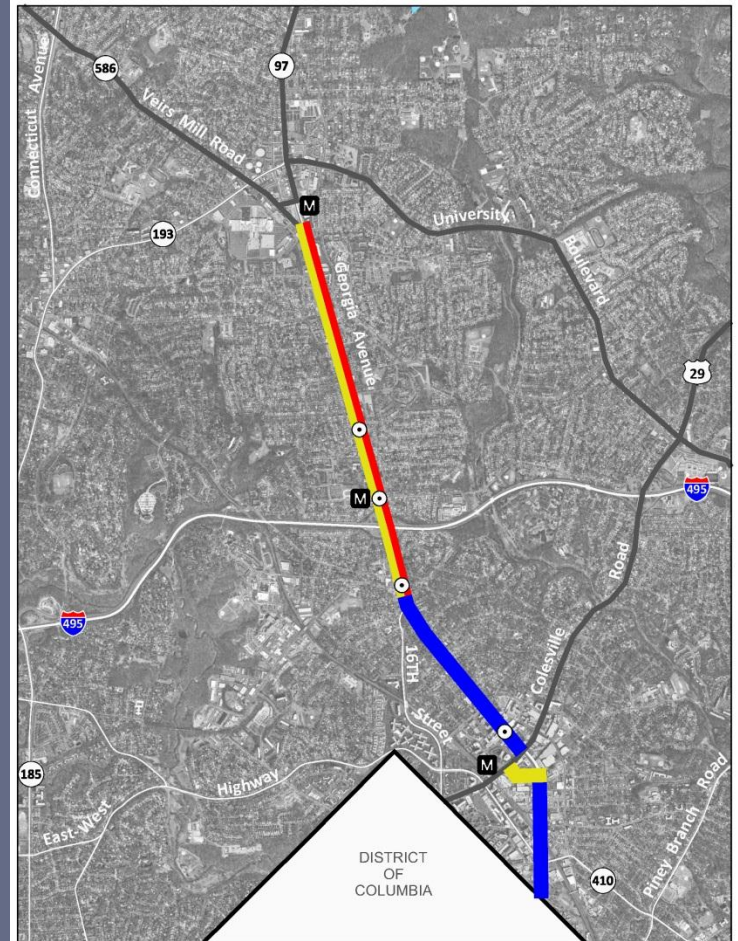 586
97
Connecticut Avenue
Veirs Mill Road
M
193
University
Boulevard
Georgia Avenue
29
M
495
495
Road
16TH
Street
Colesville
M
185
Highway
East-West
DISTRICT
OF
COLUMBIA
410
Piney Branch Road